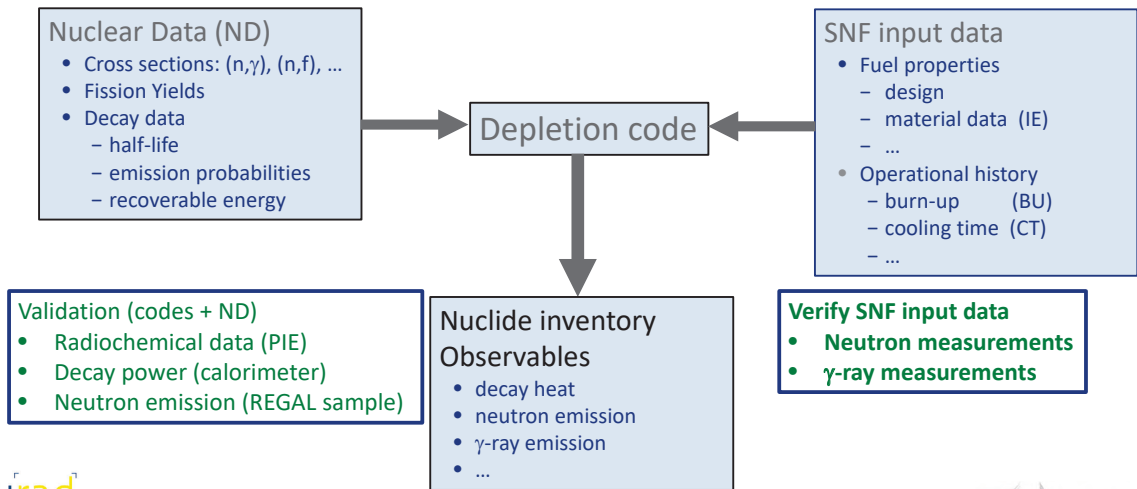 Nuclear Data (ND)
• Cross sections: (n,γ), (n,f), ...
• Fission Yields
• Decay data
– half-life
– emission probabilities
– recoverable energy
Depletion code
SNF input data
• Fuel properties
– design
– material data (IE)
– ...
• Operational history
– burn-up (BU)
– cooling time (CT)
– ...
Validation (codes + ND)
• Radiochemical data (PIE)
• Decay power (calorimeter)
• Neutron emission (REGAL sample)
Nuclide inventory
Observables
• decay heat
• neutron emission
• γ-ray emission
• ...
Verify SNF input data
• Neutron measurements
• γ-ray measurements
rad